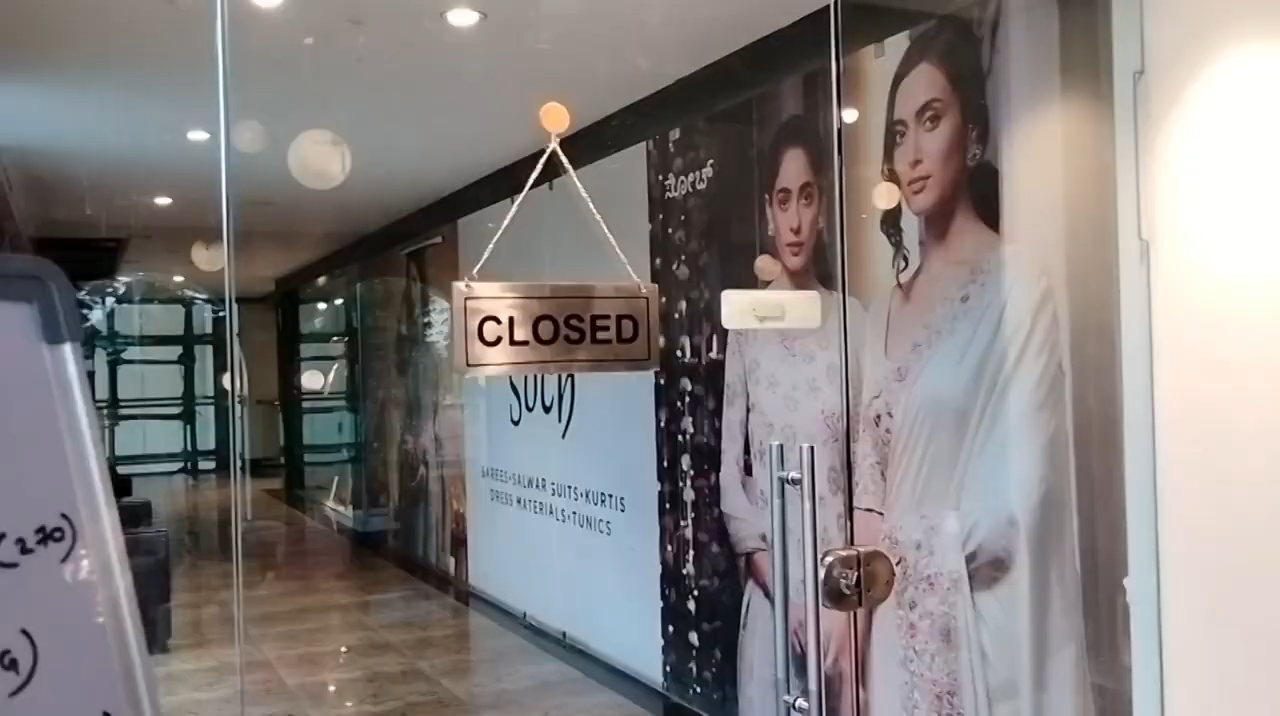 ಸೋಚ್
CLOSED
soch
SAREES•SALWAR SUITS•KURTIS
DRESS MATERIALS•TUNICS
(270)